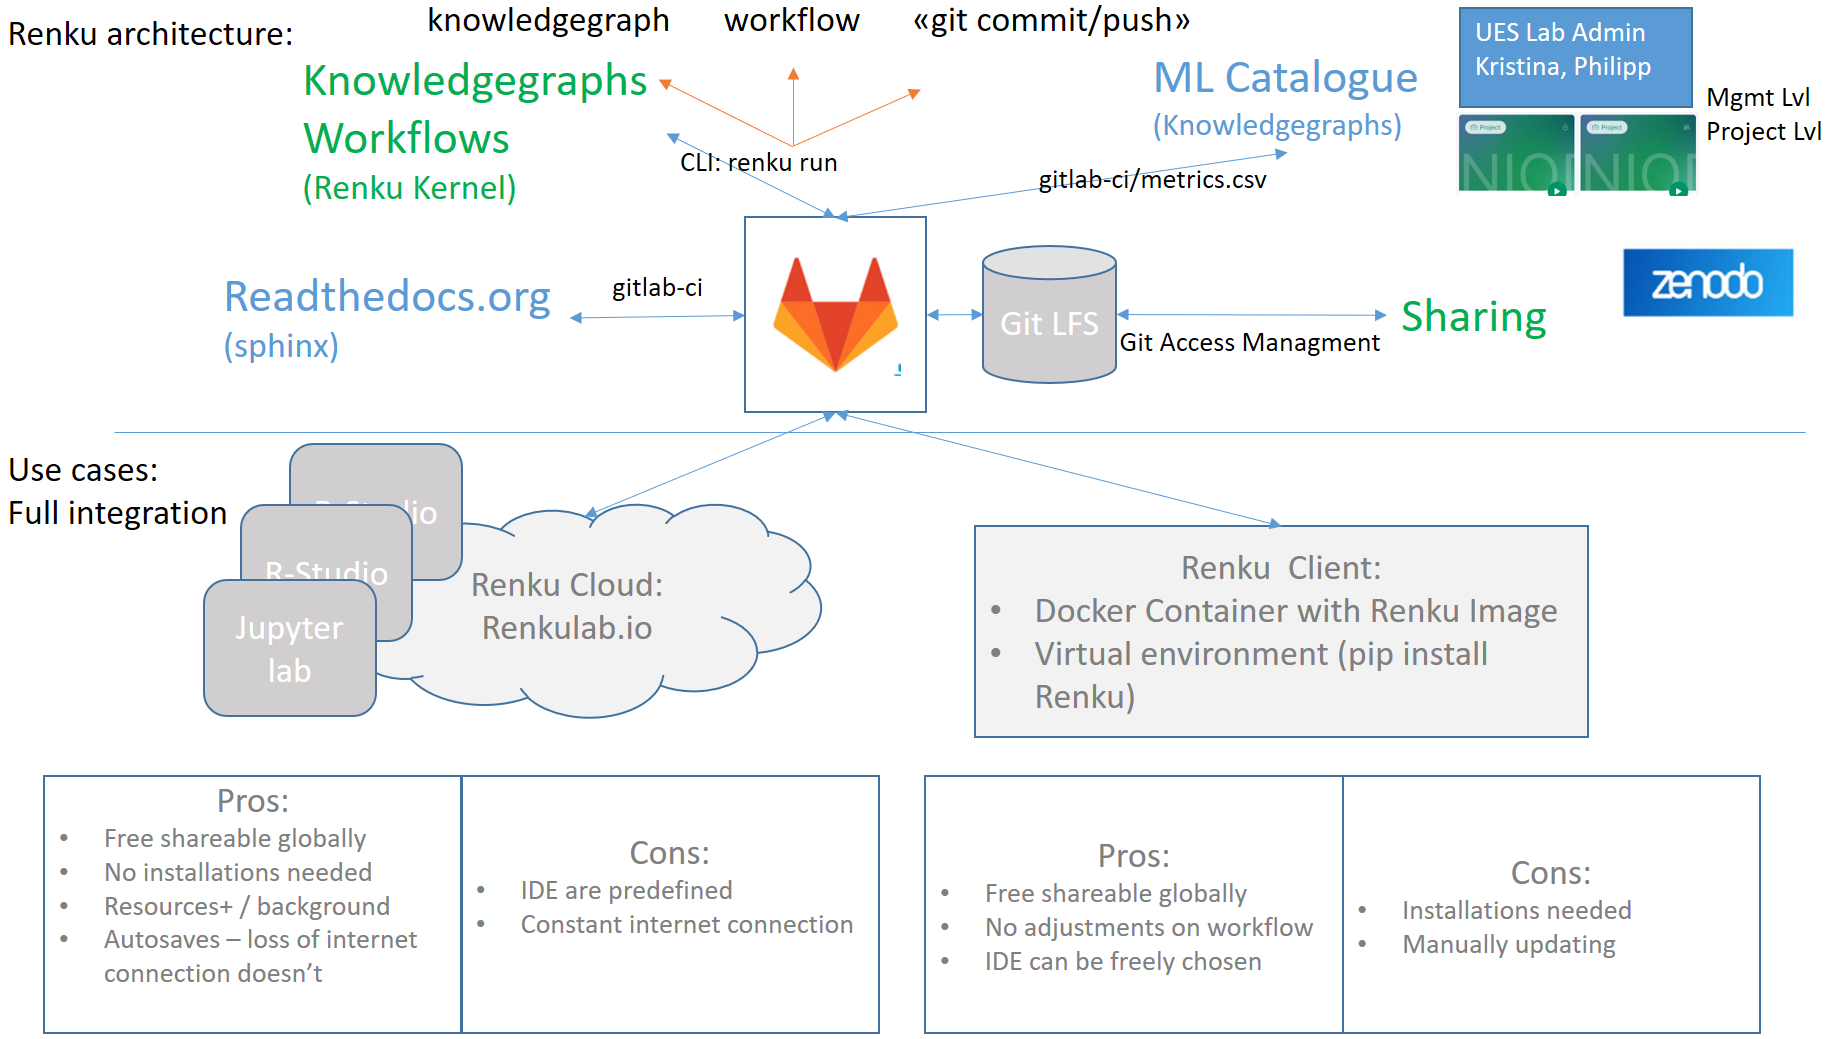 Renku architecture:
knowledgegraph
workflow
«git commit/push»
Knowledgegraphs
Workflows
(Renku Kernel)
CLI: renku run
ML Catalogue
(Knowledgegraphs)
gitlab-ci/metrics.csv
UES Lab Admin
Kristina, Philipp
Mgmt Lvl
Project Lvl
Project
Project
Readthedocs.org
(sphinx)
gitlab-ci
Git LFS
Git Access Managment
Sharing
zenodo
Use cases:
Full integration
R-Studio
R-Studio
Jupyter
lab
Renku Cloud:
Renkulab.io
Renku Client:
• Docker Container with Renku Image
• Virtual environment (pip install
Renku)
Pros:
• Free shareable globally
• No installations needed
• Resources+ / background
• Autosaves – loss of internet
connection doesn’t
Cons:
• IDE are predefined
• Constant internet connection
Pros:
• Free shareable globally
• No adjustments on workflow
• IDE can be freely chosen
Cons:
• Installations needed
• Manually updating